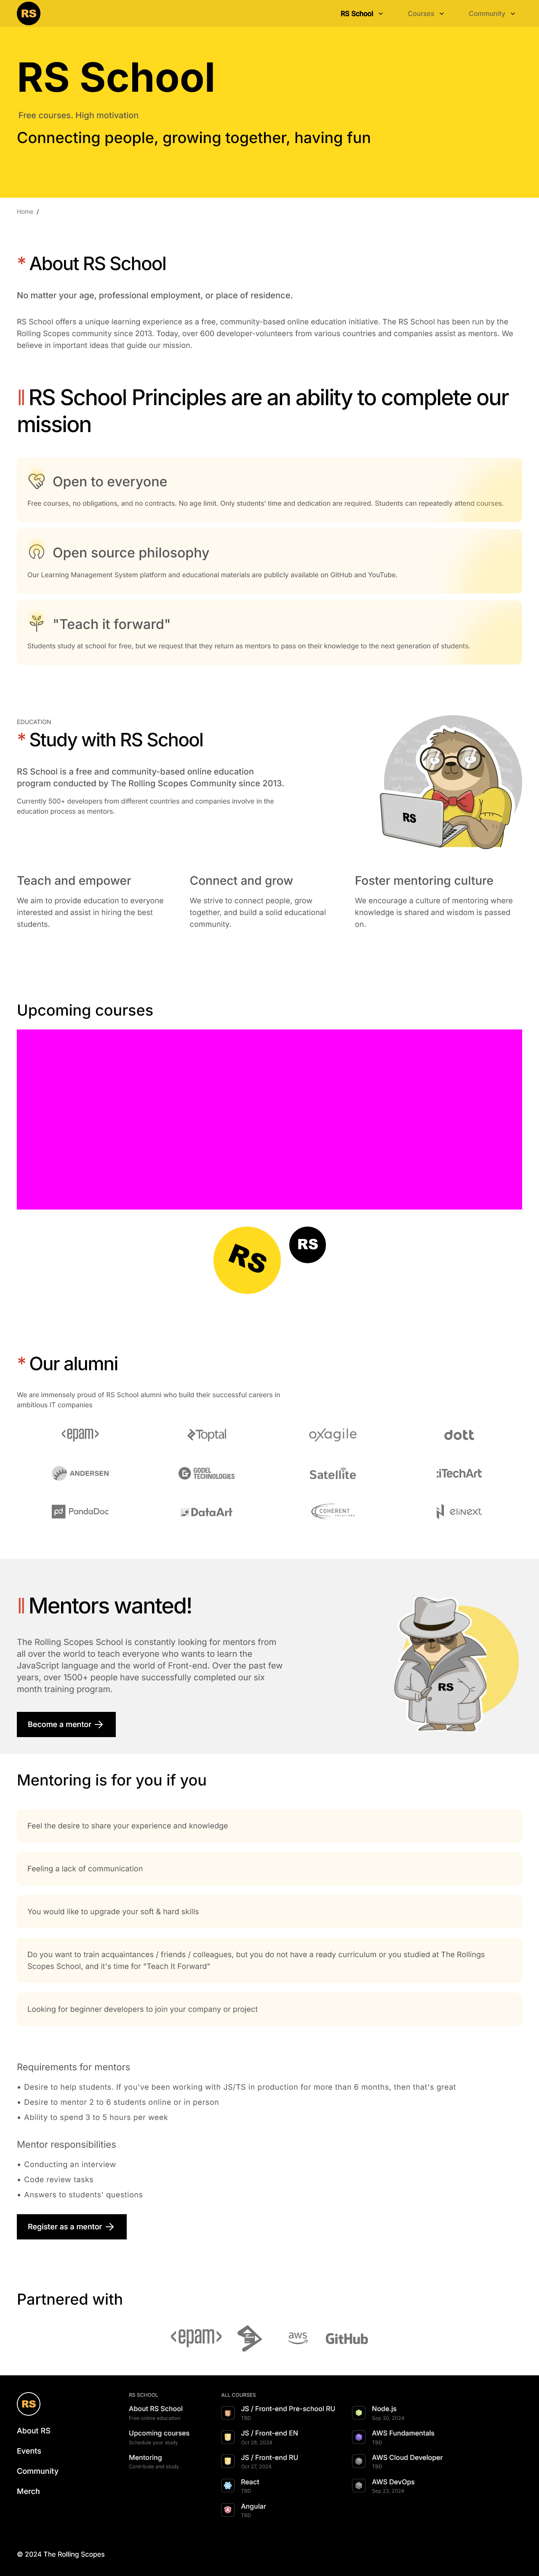 RS
RS School
Courses
Community
RS School
Free courses. High motivation
Connecting people, growing together, having fun
Home /
* About RS School
No matter your age, professional employment, or place of residence.
RS School offers a unique learning experience as a free, community-based online education initiative. The RS School has been run by the
Rolling Scopes community since 2013. Today, over 600 developer-volunteers from various countries and companies assist as mentors. We
believe in important ideas that guide our mission.
RS School Principles are an ability to complete our
mission
Open to everyone
Free courses, no obligations, and no contracts. No age limit. Only students' time and dedication are required. Students can repeatedly attend courses.
Open source philosophy
Our Learning Management System platform and educational materials are publicly available on GitHub and YouTube.
"Teach it forward"
Students study at school for free, but we request that they return as mentors to pass on their knowledge to the next generation of students.
EDUCATION
* Study with RS School
RS School is a free and community-based online education
program conducted by The Rolling Scopes Community since 2013.
Currently 500+ developers from different countries and companies involve in the
education process as mentors.
RS
Teach and empower
We aim to provide education to everyone
interested and assist in hiring the best
students.
Connect and grow
We strive to connect people, grow
together, and build a solid educational
community.
Foster mentoring culture
We encourage a culture of mentoring where
knowledge is shared and wisdom is passed
on.
Upcoming courses
RS
RS
* Our alumni
We are immensely proud of RS School alumni who build their successful careers in
ambitious IT companies
<epam>
Toptal
oxagile
dott
ANDERSEN
GODEL
TECHNOLOGIES
Satellite
:iTechArt
pd PandaDoc
DataArt
COHERENT
SOLUTIONS
elinext
Mentors wanted!
The Rolling Scopes School is constantly looking for mentors from
all over the world to teach everyone who wants to learn the
JavaScript language and the world of Front-end. Over the past few
years, over 1500+ people have successfully completed our six
month training program.
Become a mentor →
RS
Mentoring is for you if you
Feel the desire to share your experience and knowledge
Feeling a lack of communication
You would like to upgrade your soft & hard skills
Do you want to train acquaintances / friends / colleagues, but you do not have a ready curriculum or you studied at The Rollings
Scopes School, and it's time for "Teach It Forward"
Looking for beginner developers to join your company or project
Requirements for mentors
• Desire to help students. If you've been working with JS/TS in production for more than 6 months, then that's great
• Desire to mentor 2 to 6 students online or in person
• Ability to spend 3 to 5 hours per week
Mentor responsibilities
• Conducting an interview
• Code review tasks
• Answers to students' questions
Register as a mentor →
Partnered with
<epam>
aws
GitHub
RS
About RS
Events
Community
Merch
RS SCHOOL
About RS School
Free online education
Upcoming courses
Schedule your study
Mentoring
Contribute and study
ALL COURSES
JS / Front-end Pre-school RU
TBD
JS / Front-end EN
Oct 28, 2024
JS / Front-end RU
Oct 27, 2024
React
TBD
Angular
TBD
Node.js
Sep 30, 2024
AWS Fundamentals
TBD
AWS Cloud Developer
TBD
AWS DevOps
Sep 23, 2024
© 2024 The Rolling Scopes